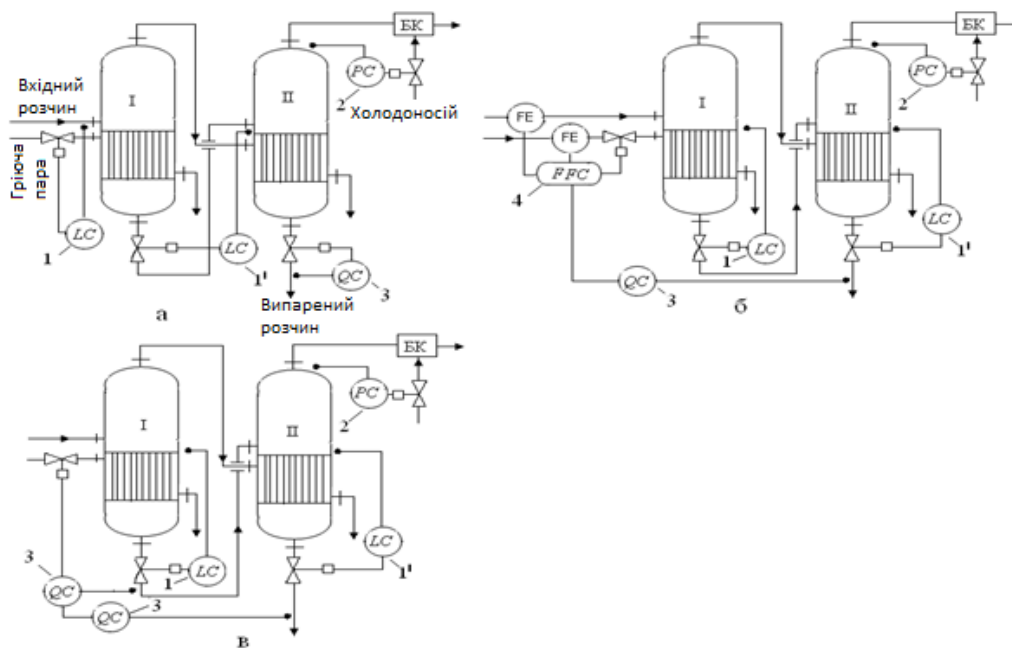 БК
БК
PC
PC
2
2
Вхідний
розчин
I
II
Холодоносій
I
II
FE
FE
Гріюча
пара
FFC
4
LC
1
LC
1'
QC
3
LC
1
LC
1'
QC
3
а
Випарений
розчин
б
БК
PC
2
I
II
LC
1
LC
1'
3
QC
QC
3
в